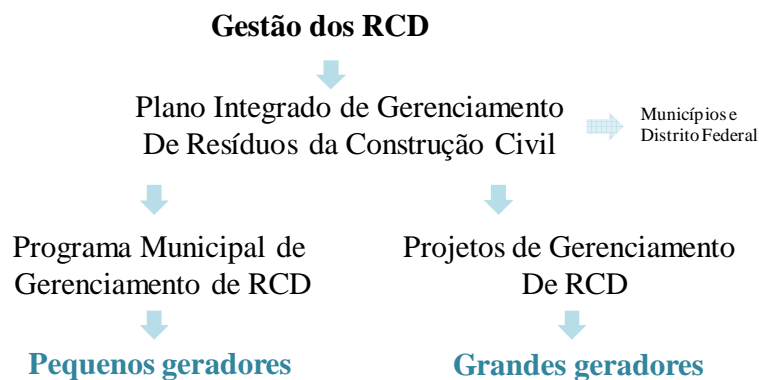 Gestão dos RCD
Plano Integrado de Gerenciamento
De Resíduos da Construção Civil
Municípios e
Distrito Federal
Programa Municipal de
Gerenciamento de RCD
Projetos de Gerenciamento
De RCD
Pequenos geradores
Grandes geradores